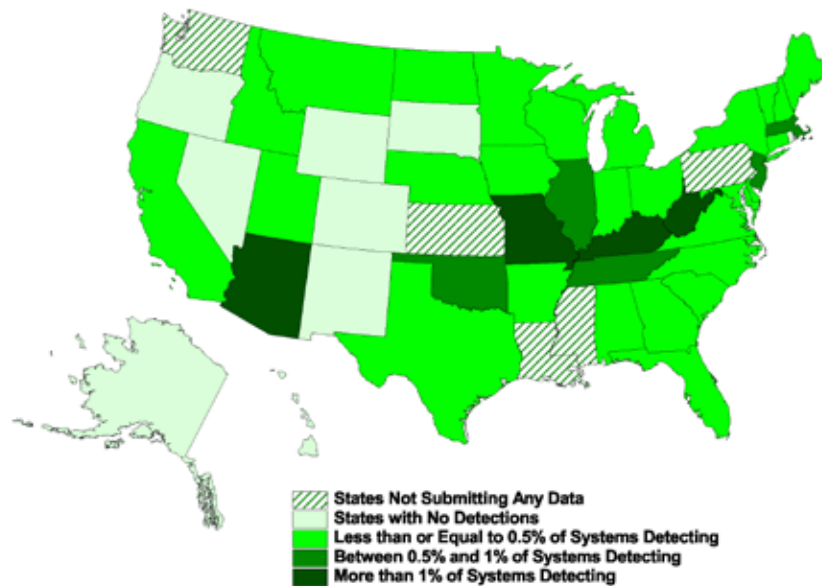 States Not Submitting Any Data
States with No Detections
Less than or Equal to 0.5% of Systems Detecting
Between 0.5% and 1% of Systems Detecting
More than 1% of Systems Detecting